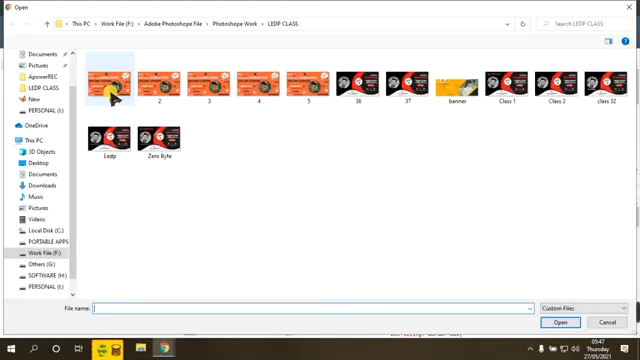 Open
This PC > Work File (F:) > Adobe Photoshope File > Photoshope Work > LEDP CLASS
Search LEDP CLASS
Documents
Pictures
ApowerREC
LEDP CLASS
New
PERSONAL (I:)
OneDrive
This PC
3D Objects
Desktop
Documents
Downloads
Music
Pictures
Videos
Local Disk (C:)
PORTABLE APPS
Work File (F:)
Others (G:)
SOFTWARE (H:)
PERSONAL (I:)
2
3
4
5
36
37
banner
Class 1
Class 2
class 32
Ledp
Zero Byte
File name:
Custom Files
Open
Cancel
05:47
Thursday
27/05/2021